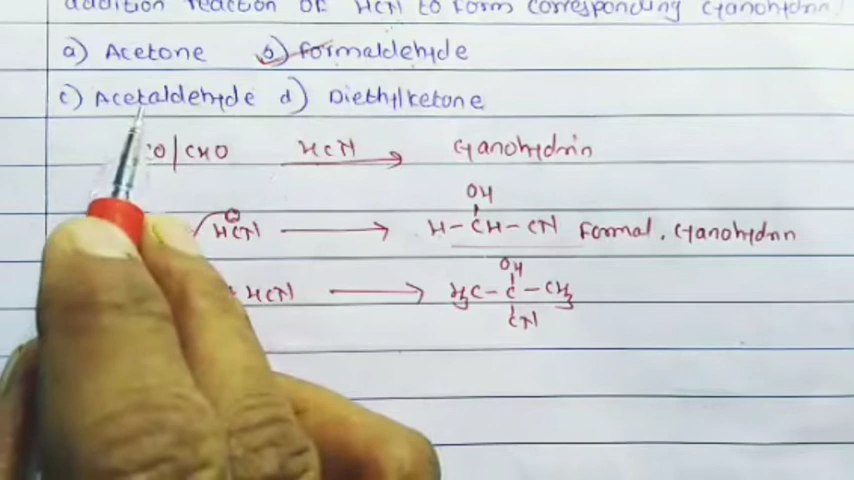 addition reaction of HCN to form corresponding cyanohydrin
a) Acetone b) formaldehyde
c) Acetaldehyde d) Diethylketone
CHO HCN cyanohydrin
OH
HCN H-CH-CN Formal. cyanohydrin
OH
HCN H3C-C-CH3
CN